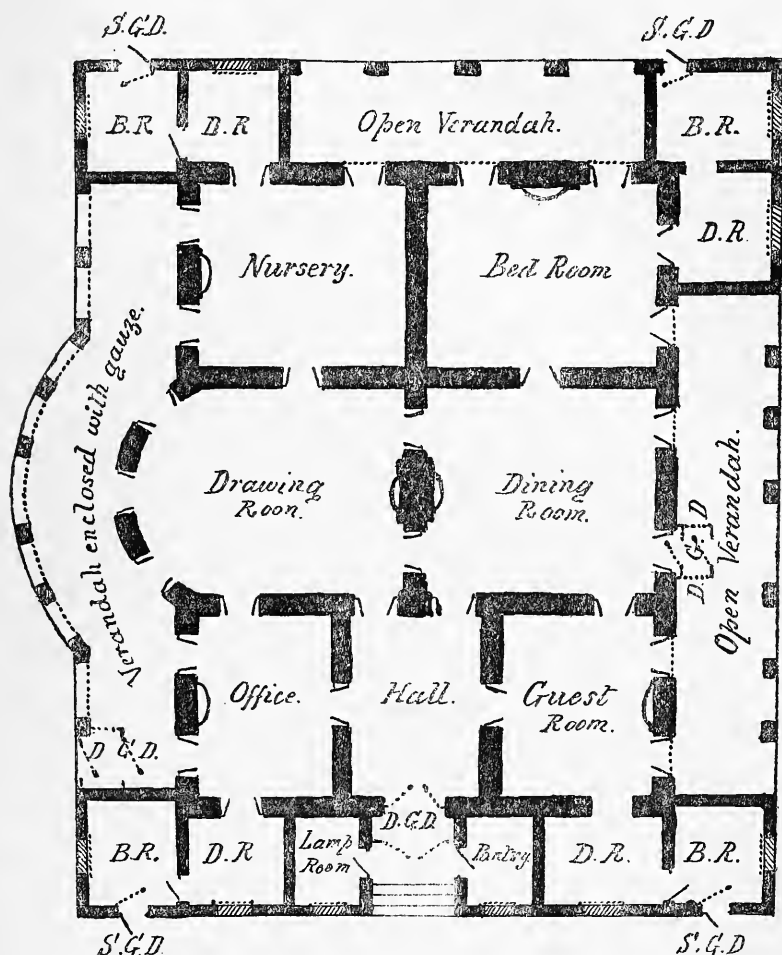 S.G.D.
S.G.D
B.R
D.R
Open Verandah.
B.R.
D.R.
Nursery.
Bed Room
Verandah enclosed with gauze.
Drawing
Room.
Dining
Room.
D.
G.
D
Open Verandah.
Office.
Hall.
Guest
Room.
D G D.
B.R.
D.R
Lamp
Room
D.G.D.
Pantry
D.R.
B.R.
S.G.D.
S.G.D